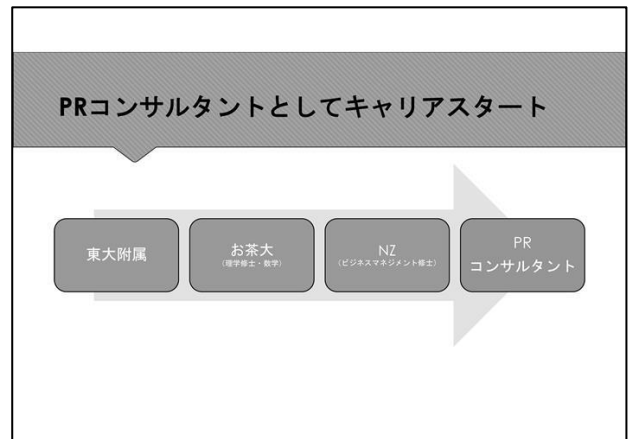 PRコンサルタントとしてキャリアスタート
東大附属
お茶大
(理学修士・数学)
NZ
(ビジネスマネジメント修士)
PR
コンサルタント